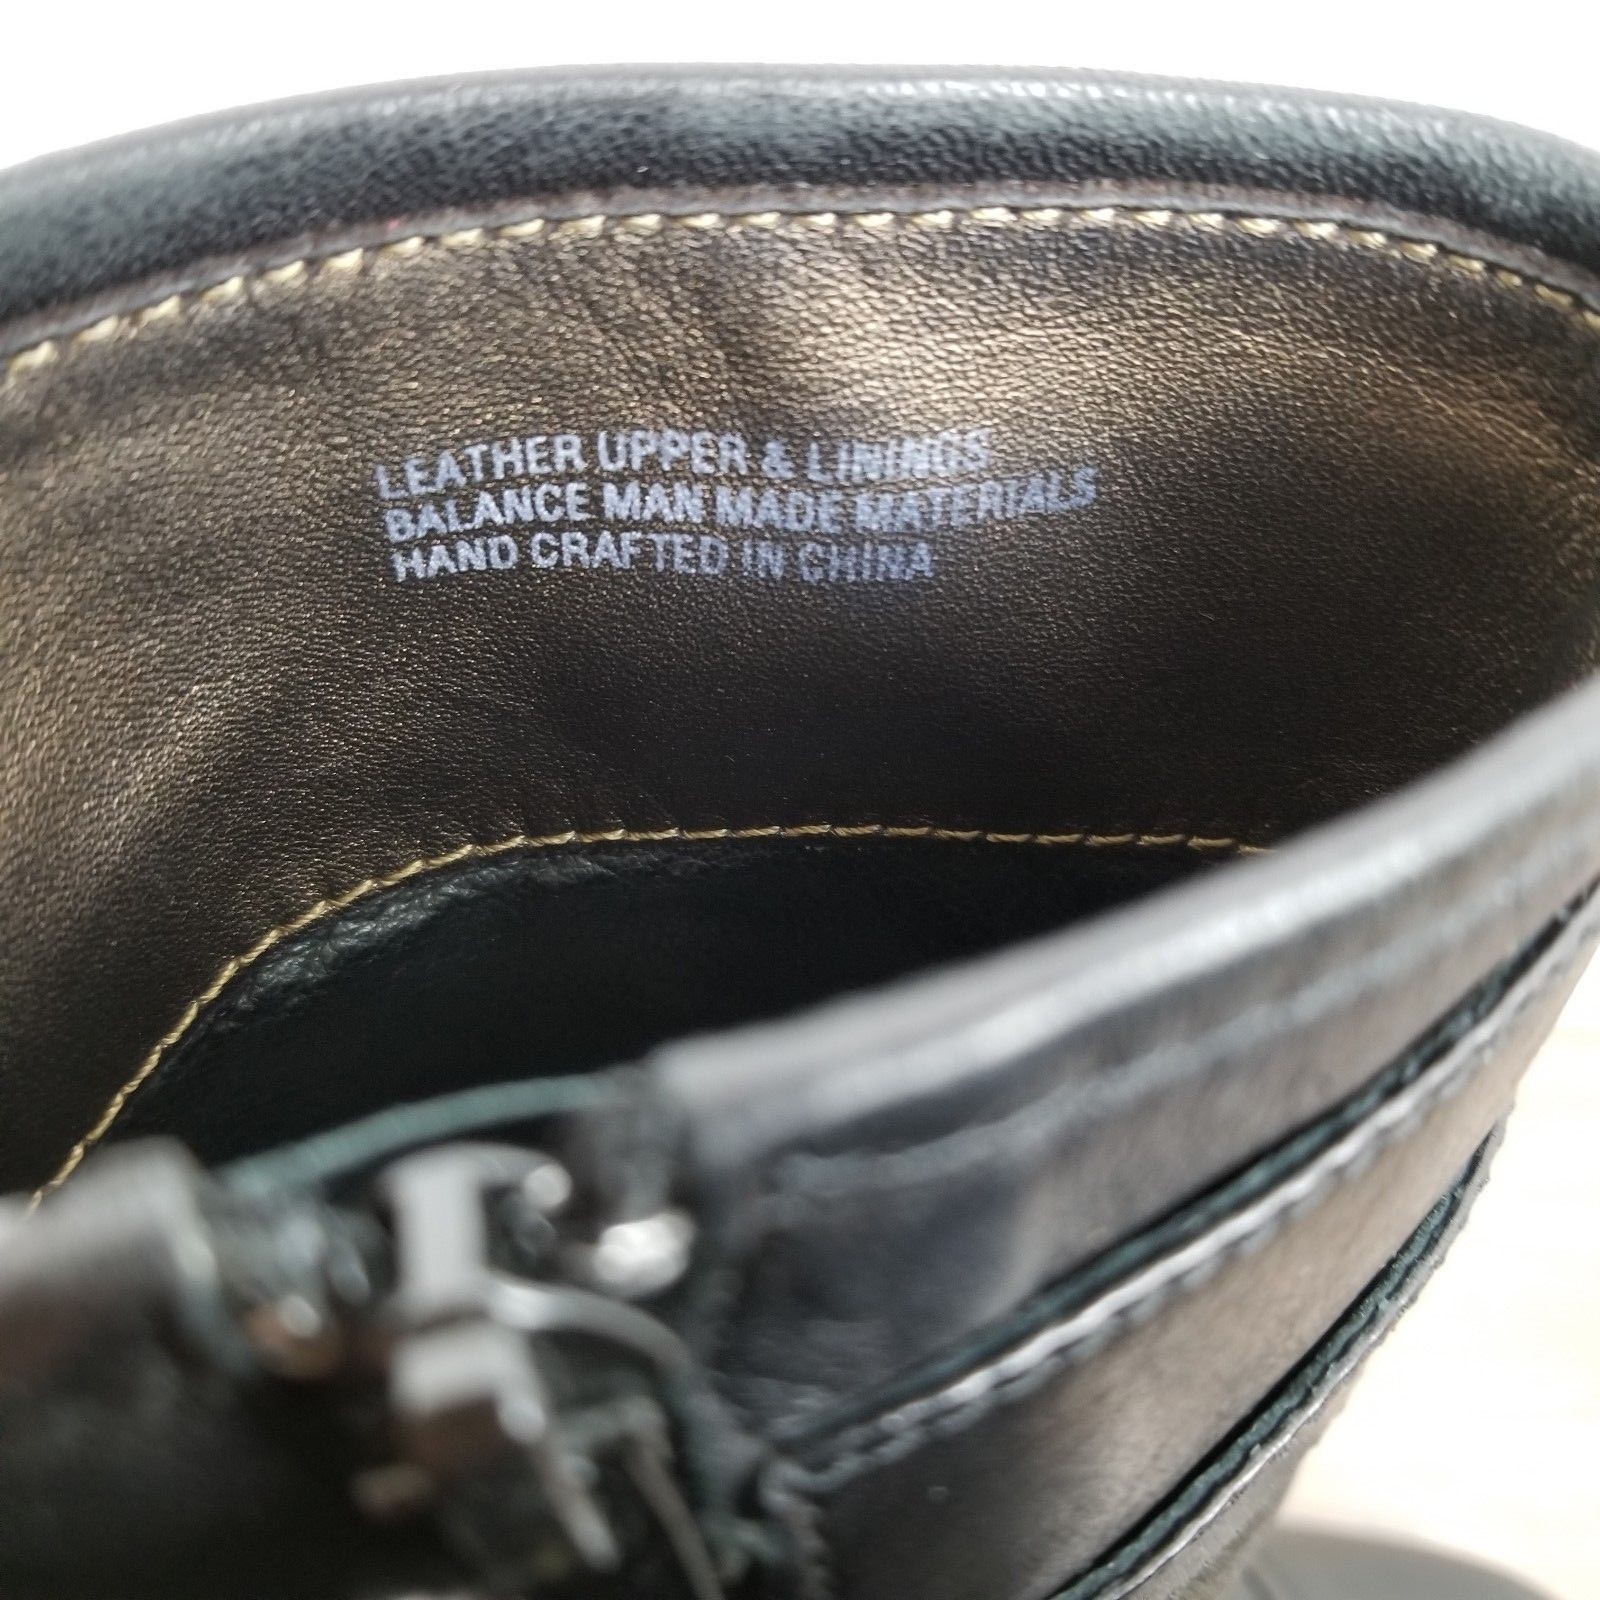 LEATHER UPPER & LININGS
BALANCE MAN MADE MATERIALS
HAND CRAFTED IN CHINA